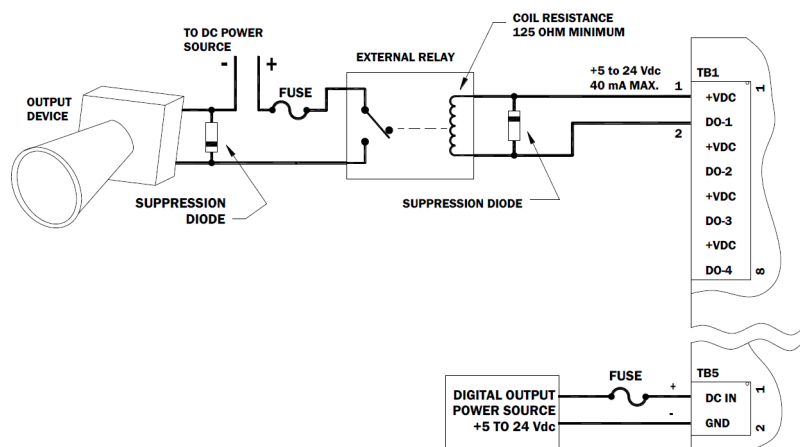 COIL RESISTANCE
125 OHM MINIMUM
TO DC POWER
SOURCE
- +
EXTERNAL RELAY
FUSE
OUTPUT
DEVICE
+5 to 24 Vdc
40 mA MAX.
TB1
1 +VDC 1
DO-1
2
+VDC
DO-2
+VDC
DO-3
+VDC
DO-4 8
SUPPRESSION
DIODE
SUPPRESSION DIODE
FUSE
TB5
DIGITAL OUTPUT
POWER SOURCE
+5 TO 24 Vdc
+ DC IN 1
- GND 2